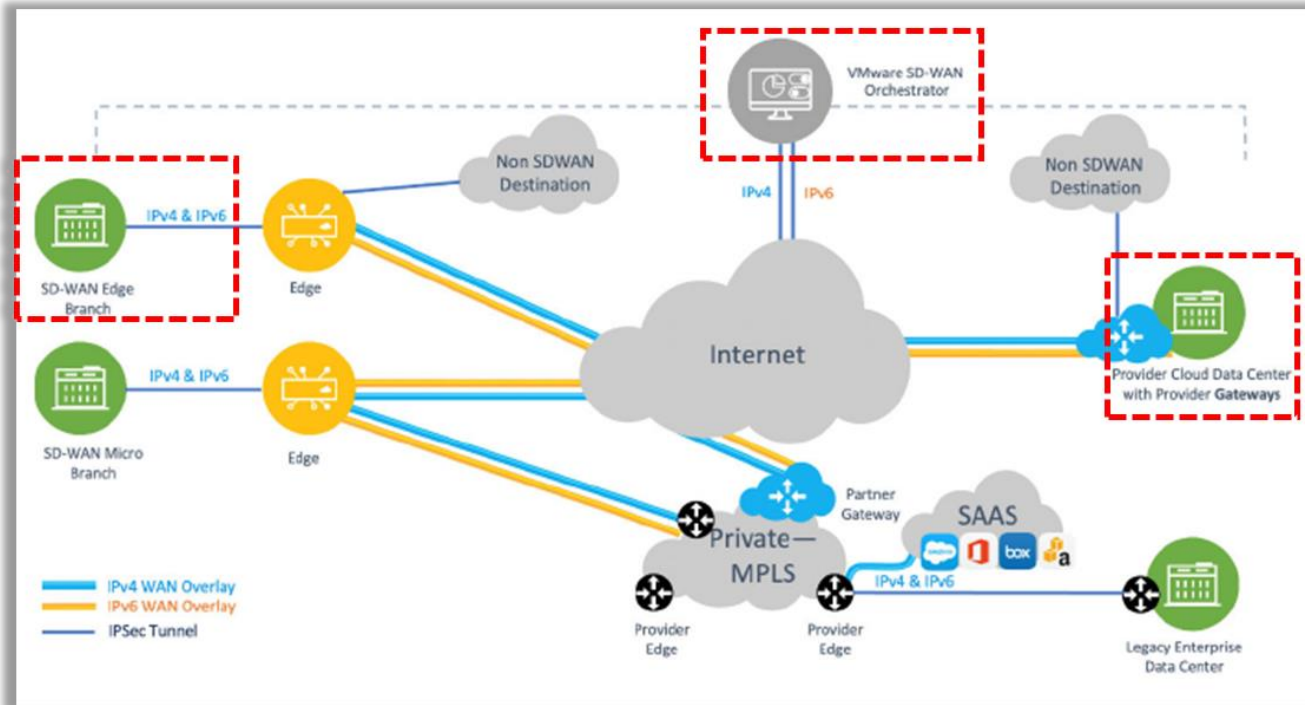 VMware SD-WAN
Orchestrator
Non SDWAN
Destination
Non SDWAN
Destination
IPv4
IPv6
IPv4 & IPv6
SD-WAN Edge
Branch
Edge
Internet
Provider Cloud Data Center
with Provider Gateways
IPv4 & IPv6
SD-WAN Micro
Branch
Edge
Partner
Gateway
SAAS
box
a
Private—
MPLS
IPv4 & IPv6
IPv4 WAN Overlay
IPv6 WAN Overlay
IPSec Tunnel
Provider
Edge
Provider
Edge
Legacy Enterprise
Data Center